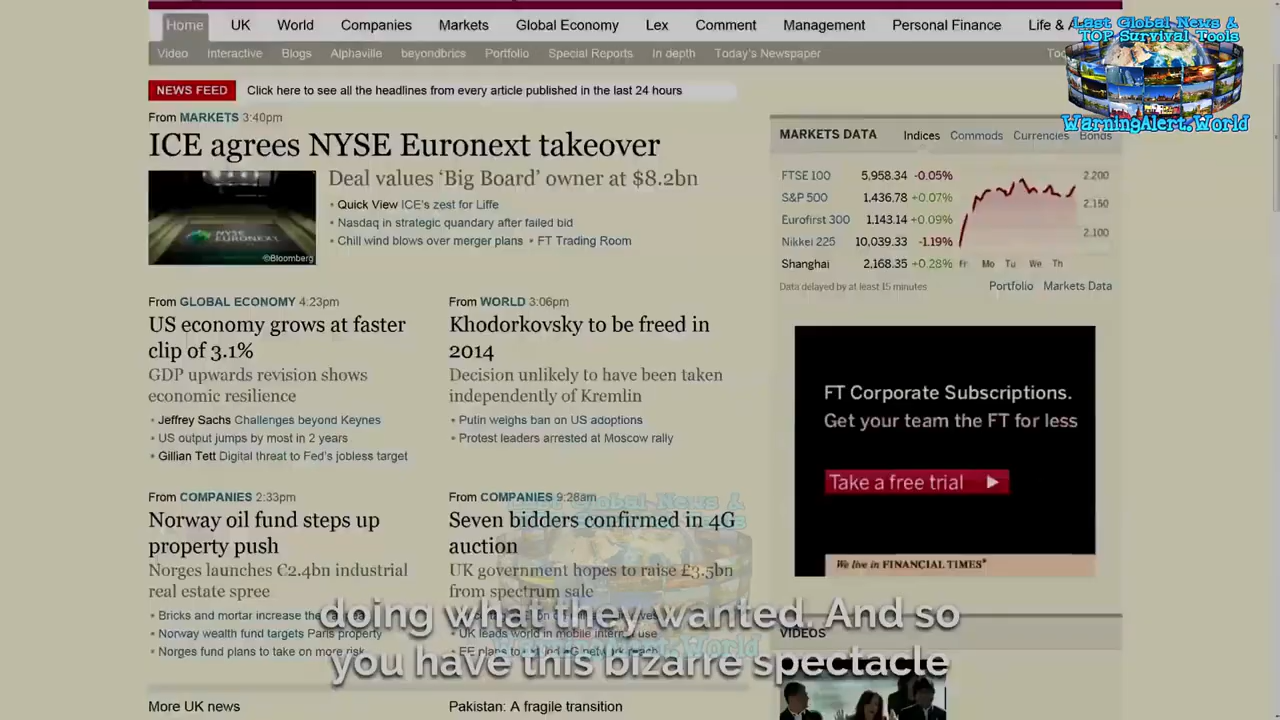 Home UK World Companies Markets Global Economy Lex Comment Management Personal Finance Life &
Video Interactive Blogs Alphaville beyondbrics Portfolio Special Reports In depth Today's Newspaper
Last Global News &
TOP Survival Tools
WarningAlert.World
NEWS FEED Click here to see all the headlines from every article published in the last 24 hours
From MARKETS 3:40pm
ICE agrees NYSE Euronext takeover
Deal values ‘Big Board’ owner at $8.2bn
• Quick View ICE's zest for Liffe
• Nasdaq in strategic quandary after failed bid
• Chill wind blows over merger plans • FT Trading Room
NYSE EURONEXT
©Bloomberg
MARKETS DATA Indices Commods Currencies Bonds
FTSE 100 5,958.34 -0.05%
S&P 500 1,436.78 +0.07%
Eurofirst 300 1,143.14 +0.09%
Nikkei 225 10,039.33 -1.19%
Shanghai 2,168.35 +0.28%
2.200
2.150
2.100
Fr Mo Tu We Th
Data delayed by at least 15 minutes Portfolio Markets Data
From GLOBAL ECONOMY 4:23pm
US economy grows at faster
clip of 3.1%
GDP upwards revision shows
economic resilience
• Jeffrey Sachs Challenges beyond Keynes
• US output jumps by most in 2 years
• Gillian Tett Digital threat to Fed's jobless target
From WORLD 3:06pm
Khodorkovsky to be freed in
2014
Decision unlikely to have been taken
independently of Kremlin
• Putin weighs ban on US adoptions
• Protest leaders arrested at Moscow rally
FT Corporate Subscriptions.
Get your team the FT for less
Take a free trial
We live in FINANCIAL TIMES®
From COMPANIES 2:33pm
Norway oil fund steps up
property push
Norges launches €2.4bn industrial
real estate spree
• Bricks and mortar increase the
• Norway wealth fund targets Paris property
• Norges fund plans to take on more risk
From COMPANIES 9:28am
Seven bidders confirmed in 4G
auction
UK government hopes to raise £3.5bn
from spectrum sale
• UK leads world in mobile internet use
Last Global News &
WarningAlert.World
doing what they wanted. And so
you have this bizarre spectacle
VIDEOS
More UK news
Pakistan: A fragile transition